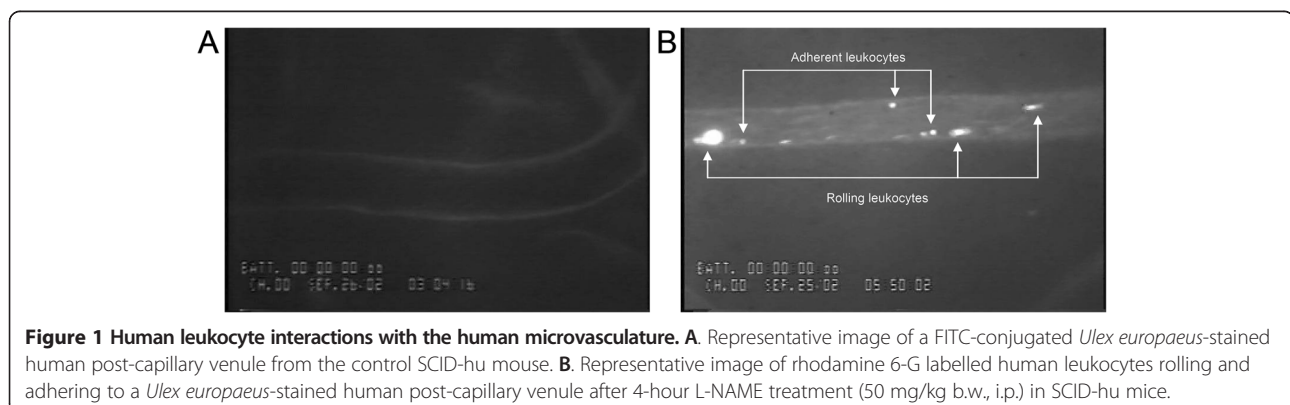 A
B
Adherent leukocytes
Rolling leukocytes
BATT. 00:00:00
CH.00 SEP.26:02 03:04:16
BATT. 00:00:00
CH.00 SEP.25:02 05:50:02
Figure 1 Human leukocyte interactions with the human microvasculature. A. Representative image of a FITC-conjugated Ulex europaeus-stained
human post-capillary venule from the control SCID-hu mouse. B. Representative image of rhodamine 6-G labelled human leukocytes rolling and
adhering to a Ulex europaeus-stained human post-capillary venule after 4-hour L-NAME treatment (50 mg/kg b.w., i.p.) in SCID-hu mice.